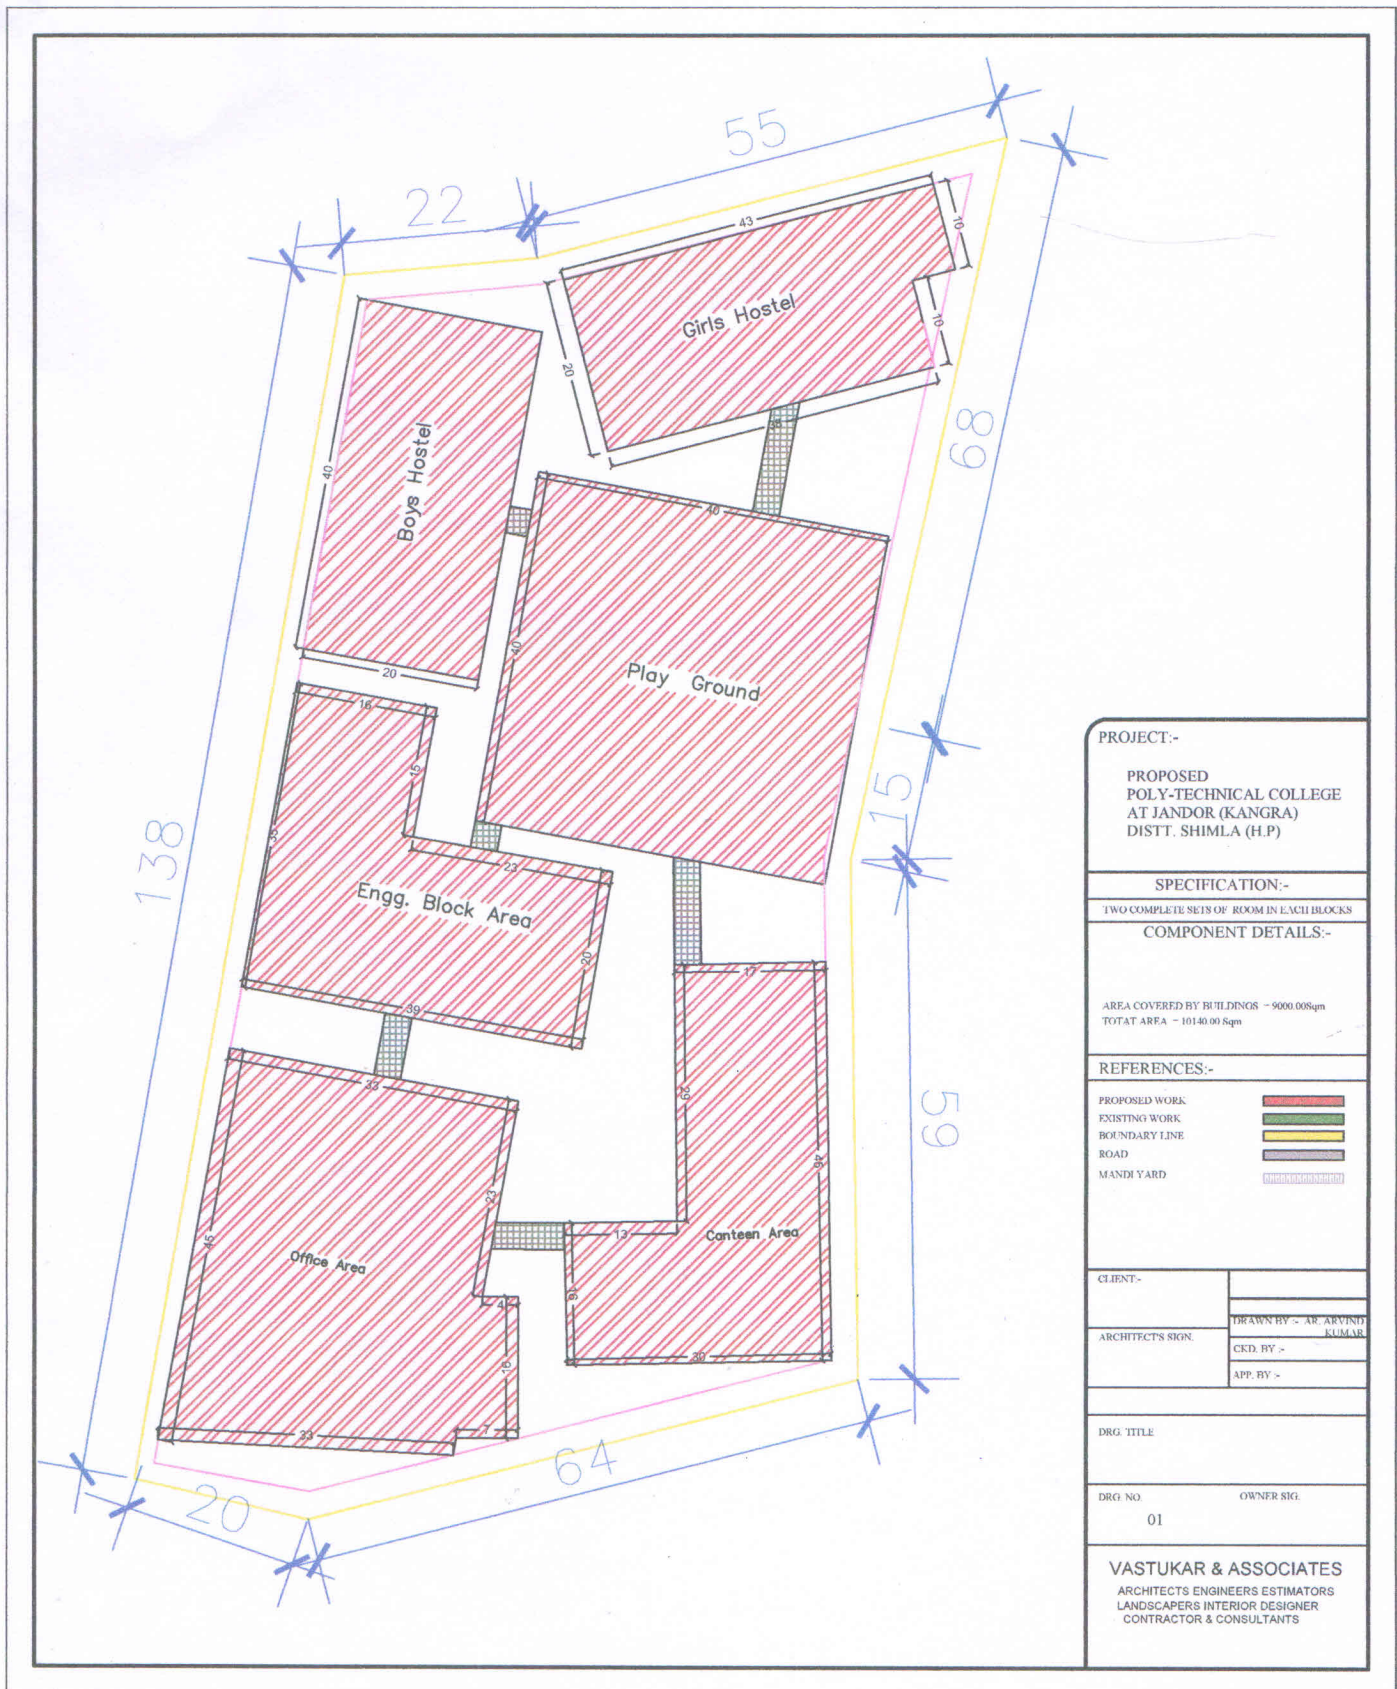 55
22
43
10
Girls Hostel
10
20
38
68
40
Boys Hostel
40
40
Play Ground
20
16
15
15
138
35
23
Engg. Block Area
20
39
17
33
29
59
46
23
45
Office Area
13
Canteen Area
16
4
16
30
33
7
64
20
PROJECT:-
PROPOSED
POLY-TECHNICAL COLLEGE
AT JANDOR (KANGRA)
DISTT. SHIMLA (H.P)
SPECIFICATION:-
TWO COMPLETE SETS OF ROOM IN EACH BLOCKS
COMPONENT DETAILS:-
AREA COVERED BY BUILDINGS = 9000.00Sqm
TOTAT AREA = 10140.00 Sqm
REFERENCES:-
PROPOSED WORK
EXISTING WORK
BOUNDARY LINE
ROAD
MANDI YARD
CLIENT:-
DRAWN BY :- AR. ARVIND
KUMAR
ARCHITECT'S SIGN.
CKD. BY :-
APP. BY :-
DRG. TITLE
DRG. NO.
OWNER SIG.
01
VASTUKAR & ASSOCIATES
ARCHITECTS ENGINEERS ESTIMATORS
LANDSCAPERS INTERIOR DESIGNER
CONTRACTOR & CONSULTANTS